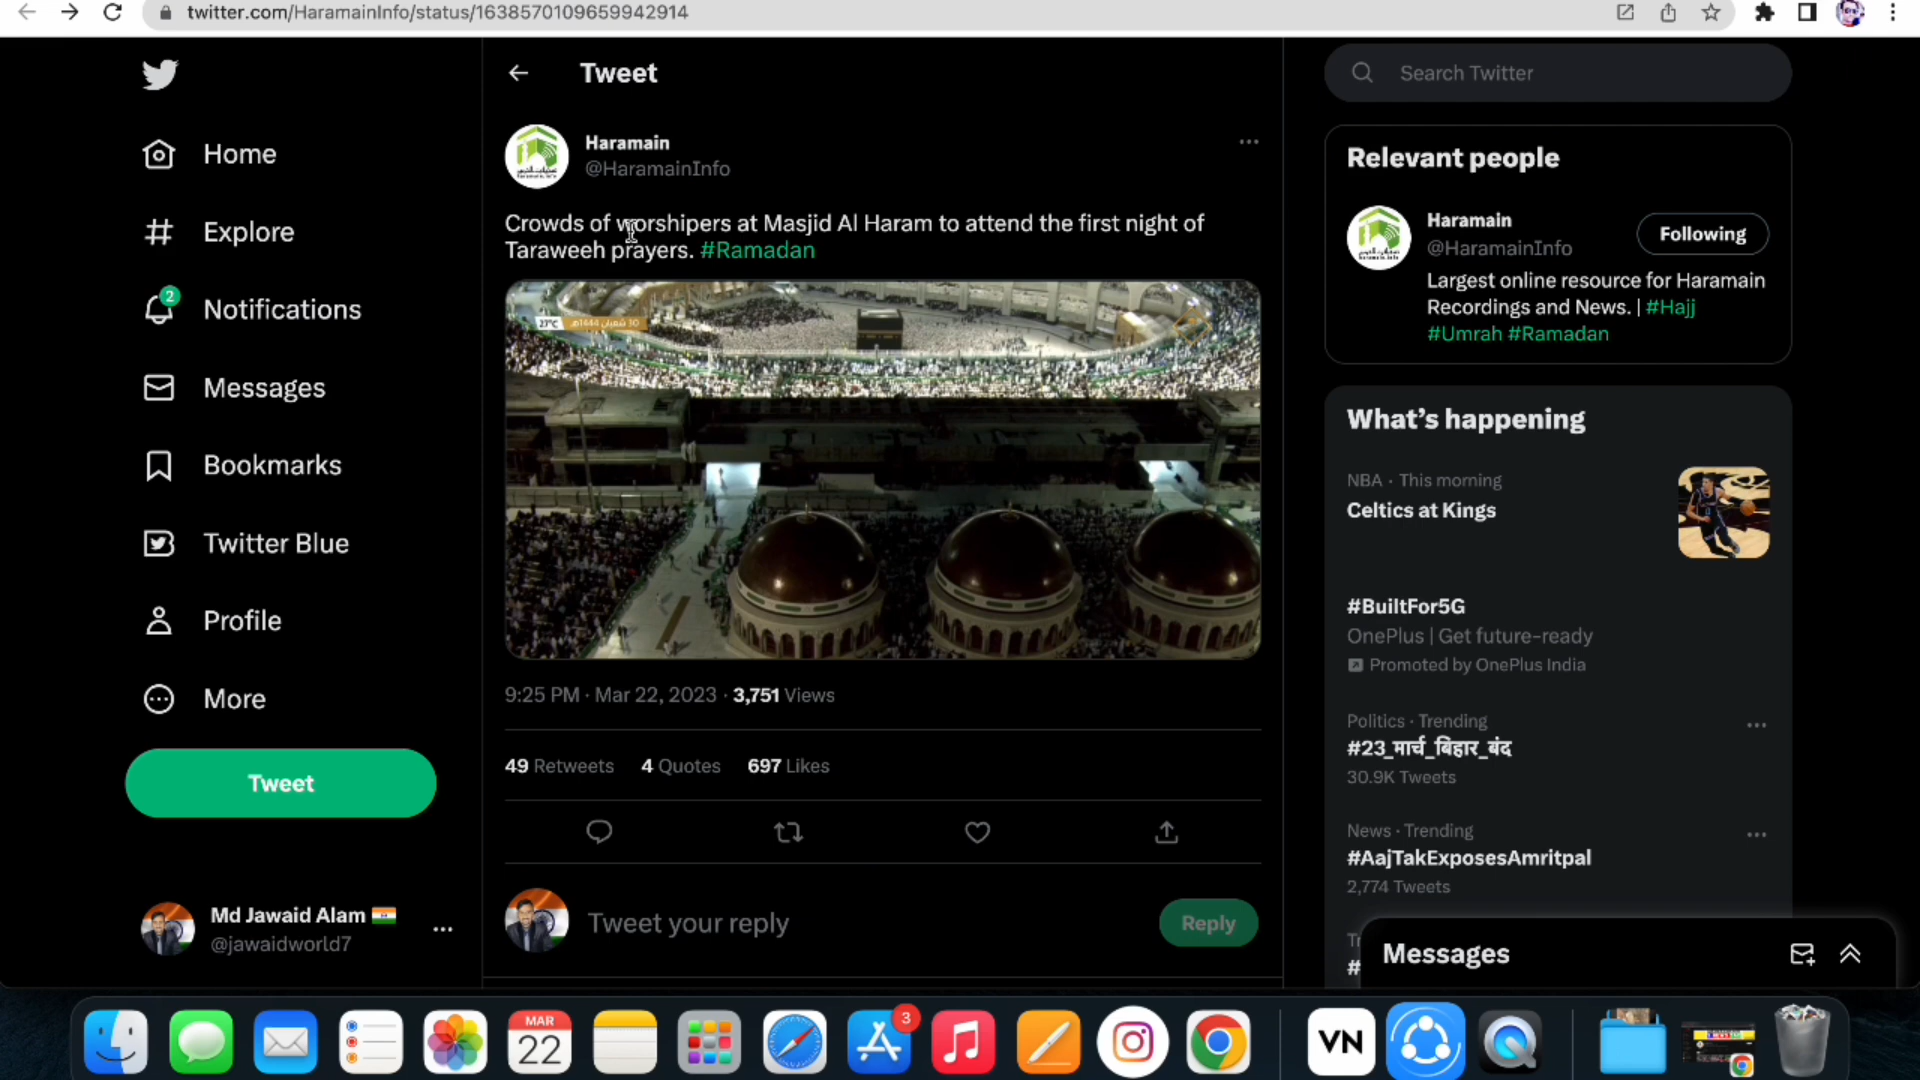 twitter.com/HaramainInfo/status/1638570109659942914
Home
Explore
2
Notifications
Messages
Bookmarks
Twitter Blue
Profile
More
Tweet
Md Jawaid Alam
@jawaidworld7
Tweet
Haramain
@HaramainInfo
Crowds of worshipers at Masjid Al Haram to attend the first night of
Taraweeh prayers. #Ramadan
30 شعبان 1444هـ
9:25 PM · Mar 22, 2023 · 3,751 Views
49 Retweets 4 Quotes 697 Likes
Tweet your reply
Reply
Search Twitter
Relevant people
Haramain
@HaramainInfo
Following
Largest online resource for Haramain
Recordings and News. | #Hajj
#Umrah #Ramadan
What's happening
NBA · This morning
Celtics at Kings
#BuiltFor5G
OnePlus | Get future-ready
Promoted by OnePlus India
Politics · Trending
#23_मार्च_बिहार_बंद
30.9K Tweets
News · Trending
#AajTakExposesAmritpal
2,774 Tweets
Messages
MAR
22
3
VN